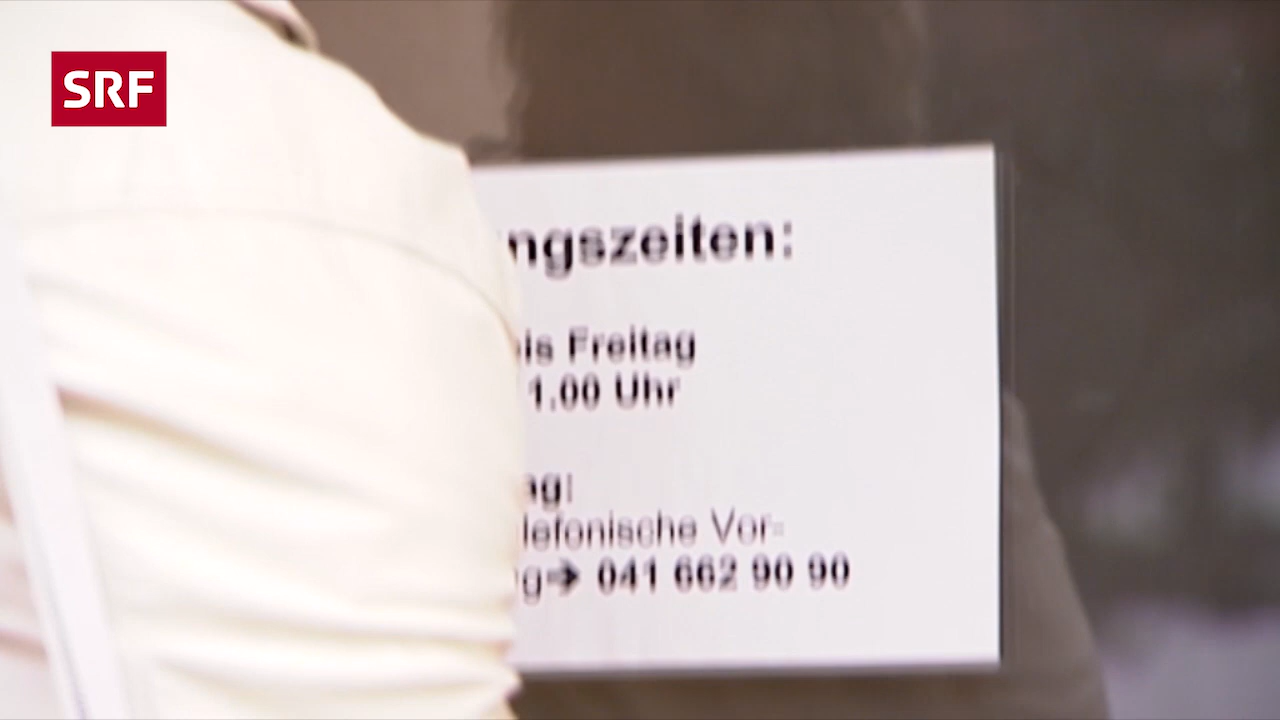 SRF
ngszeiten:
is Freitag
1.00 Uhr
ag:
lefonische Vor-
g➔ 041 662 90 90